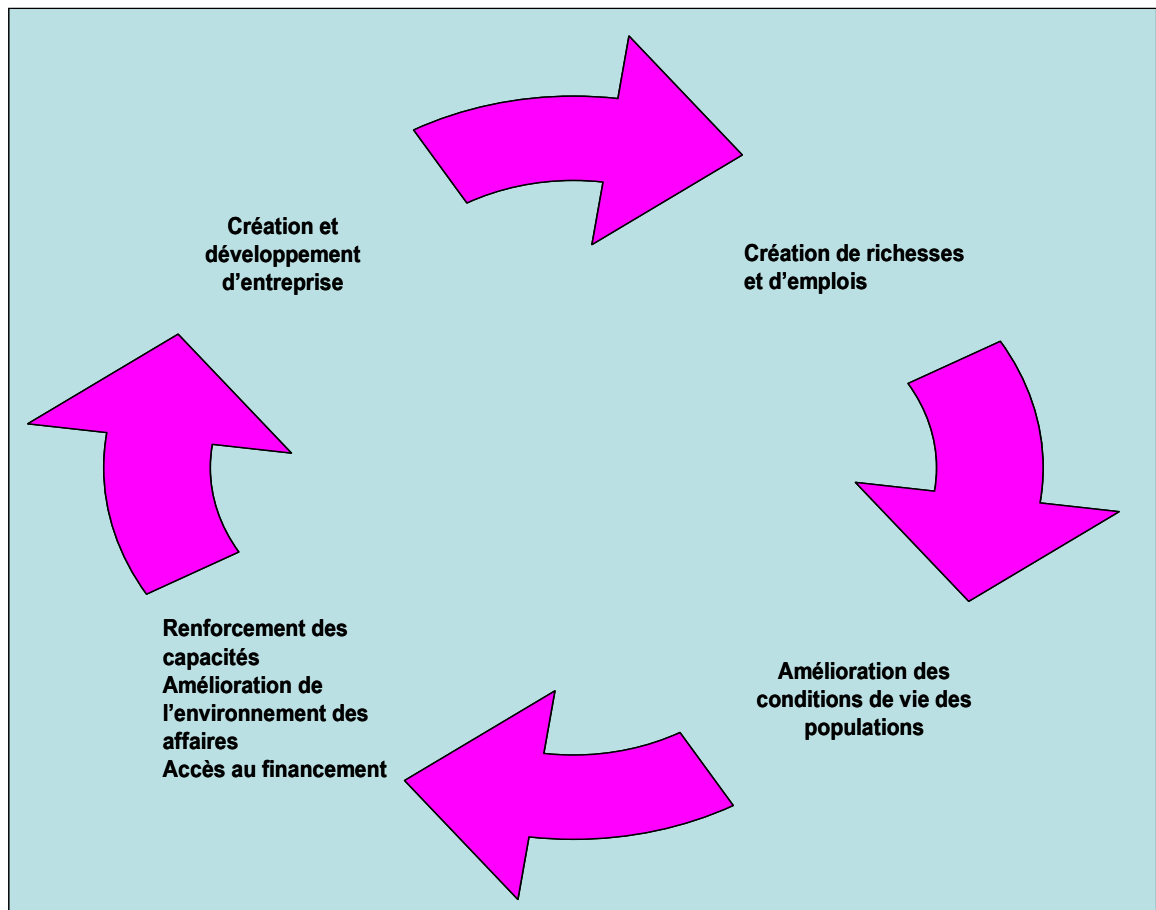 Création et
développement
d’entreprise
Création de richesses
et d’emplois
Renforcement des
capacités
Amélioration de
l’environnement des
affaires
Accès au financement
Amélioration des
conditions de vie des
populations